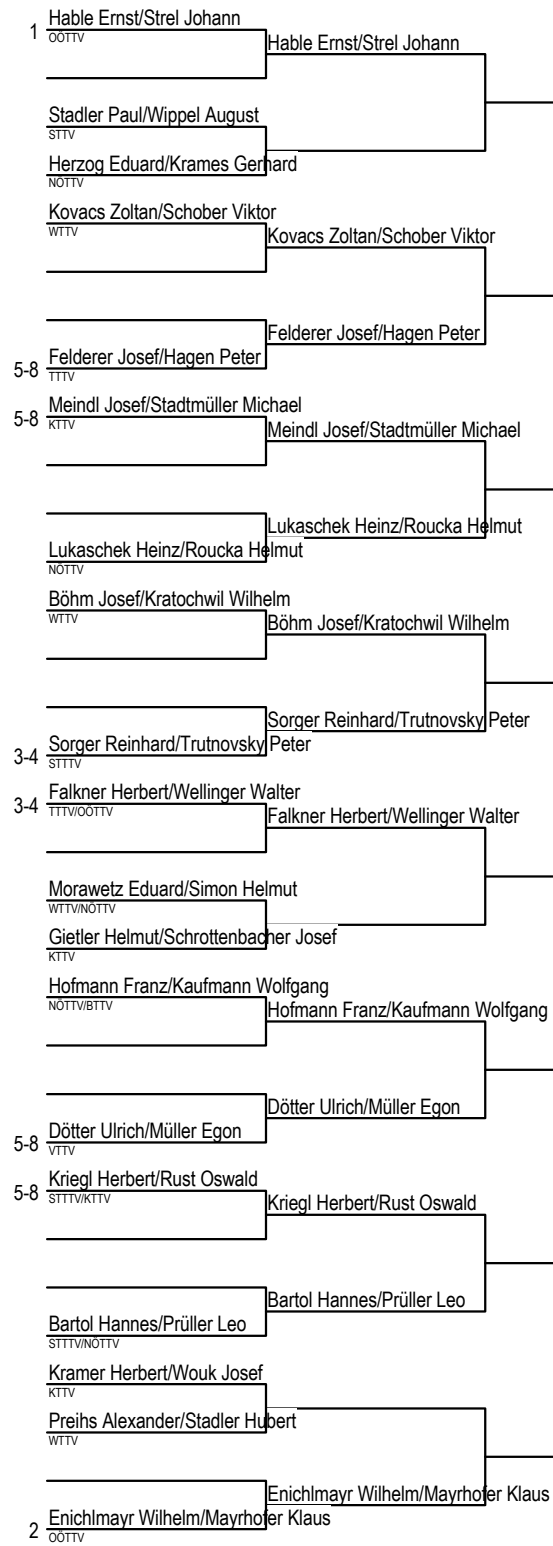 1 Hable Ernst/Strel Johann
OÖTTV
Hable Ernst/Strel Johann
Stadler Paul/Wippel August
STTV
Herzog Eduard/Krames Gerhard
NÖTTV
Kovacs Zoltan/Schober Viktor
WTTV
Kovacs Zoltan/Schober Viktor
Felderer Josef/Hagen Peter
5-8 Felderer Josef/Hagen Peter
TTTV
5-8 Meindl Josef/Stadtmüller Michael
KTTV
Meindl Josef/Stadtmüller Michael
Lukaschek Heinz/Roucka Helmut
Lukaschek Heinz/Roucka Helmut
NÖTTV
Böhm Josef/Kratochwil Wilhelm
WTTV
Böhm Josef/Kratochwil Wilhelm
Sorger Reinhard/Trutnovsky Peter
3-4 Sorger Reinhard/Trutnovsky Peter
STTTV
3-4 Falkner Herbert/Wellinger Walter
TTTV/OÖTTV
Falkner Herbert/Wellinger Walter
Morawetz Eduard/Simon Helmut
WTTV/NÖTTV
Gietler Helmut/Schrottenbacher Josef
KTTV
Hofmann Franz/Kaufmann Wolfgang
NÖTTV/BTTV
Hofmann Franz/Kaufmann Wolfgang
Dötter Ulrich/Müller Egon
5-8 Dötter Ulrich/Müller Egon
VTTV
5-8 Kriegl Herbert/Rust Oswald
STTTV/KTTV
Kriegl Herbert/Rust Oswald
Bartol Hannes/Prüller Leo
Bartol Hannes/Prüller Leo
STTTV/NÖTTV
Kramer Herbert/Wouk Josef
KTTV
Preihs Alexander/Stadler Hubert
WTTV
Enichlmayr Wilhelm/Mayrhofer Klaus
2 Enichlmayr Wilhelm/Mayrhofer Klaus
OÖTTV